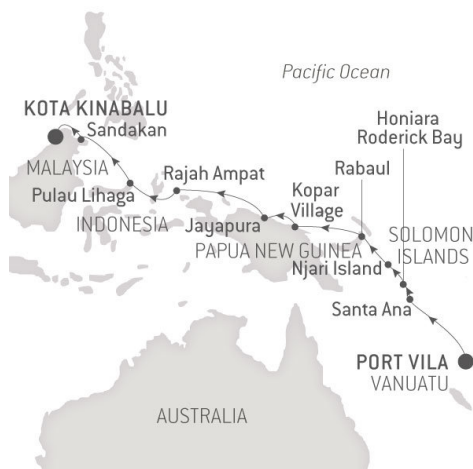 Pacific Ocean
Honiara
Roderick Bay
KOTA KINABALU
Sandakan
Rabaul
MALAYSIA
Rajah Ampat
Kopar
Village
Pulau Lihaga
INDONESIA
Jayapura
SOLOMON
ISLANDS
PAPUA NEW GUINEA
Njari Island
Santa Ana
PORT VILA
VANUATU
AUSTRALIA